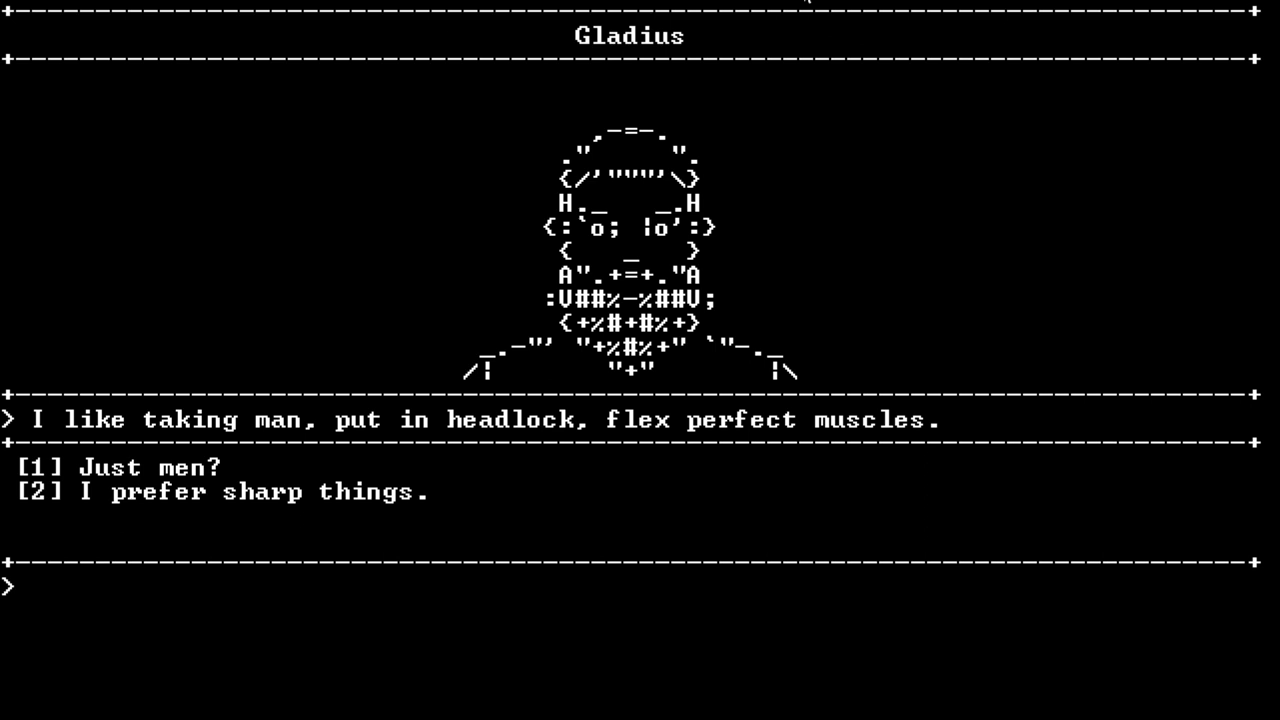 Gladius
> I like taking man, put in headlock, flex perfect muscles.
[1] Just men?
[2] I prefer sharp things.
>